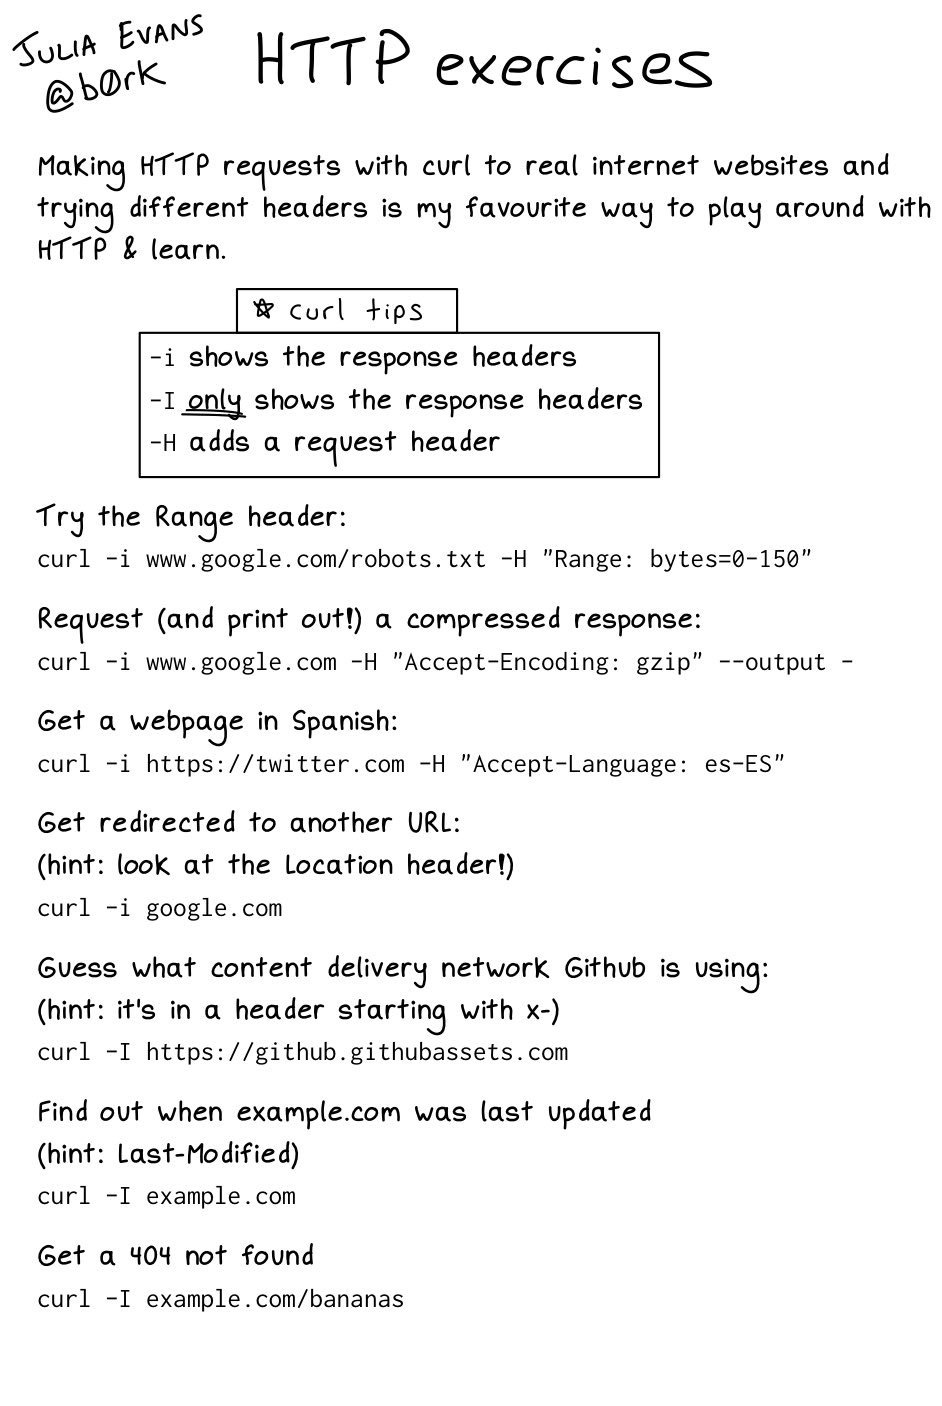 JULIA EVANS
@b0rk
HTTP exercises
Making HTTP requests with curl to real internet websites and
trying different headers is my favourite way to play around with
HTTP & learn.
☆ curl tips
-i shows the response headers
-I only shows the response headers
-H adds a request header
Try the Range header:
curl -i www.google.com/robots.txt -H "Range: bytes=0-150"
Request (and print out!) a compressed response:
curl -i www.google.com -H "Accept-Encoding: gzip" --output -
Get a webpage in Spanish:
curl -i https://twitter.com -H "Accept-Language: es-ES"
Get redirected to another URL:
(hint: look at the Location header!)
curl -i google.com
Guess what content delivery network Github is using:
(hint: it's in a header starting with x-)
curl -I https://github.githubassets.com
Find out when example.com was last updated
(hint: Last-Modified)
curl -I example.com
Get a 404 not found
curl -I example.com/bananas